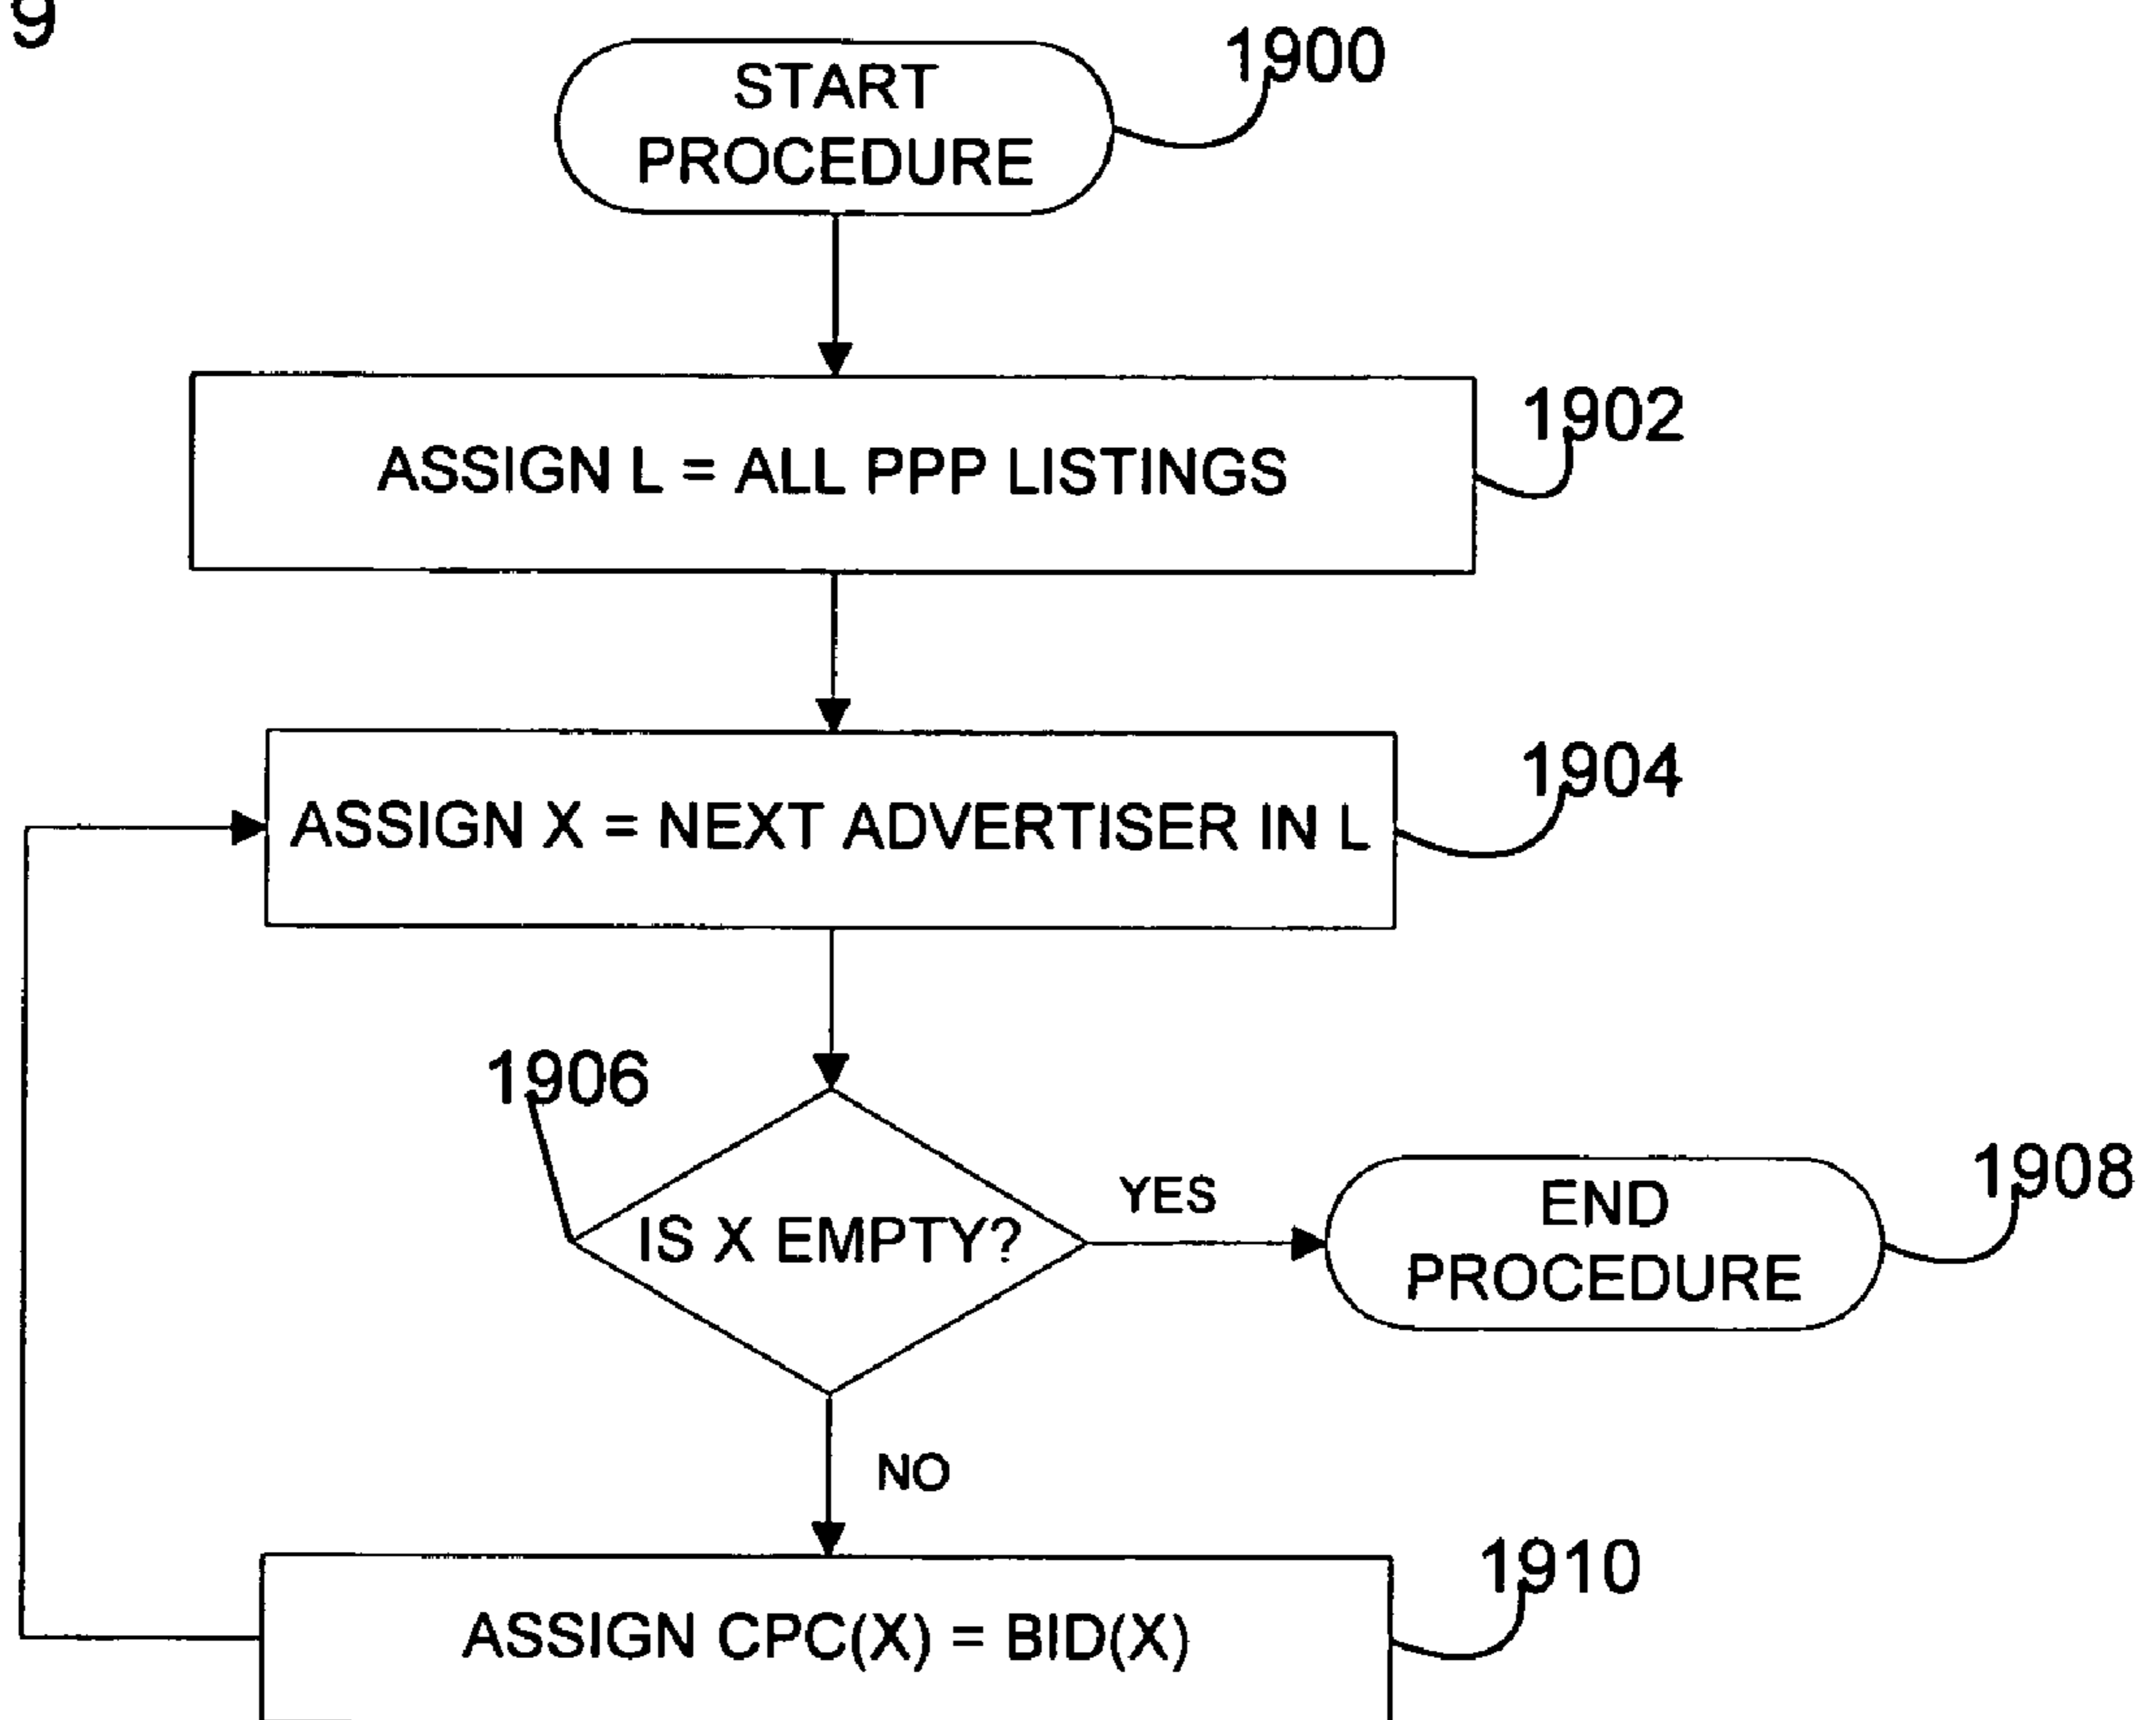 9
START
PROCEDURE
1900
ASSIGN L = ALL PPP LISTINGS
1902
ASSIGN X = NEXT ADVERTISER IN L
1904
1906
IS X EMPTY?
YES
END
PROCEDURE
1908
NO
ASSIGN CPC(X) = BID(X)
1910